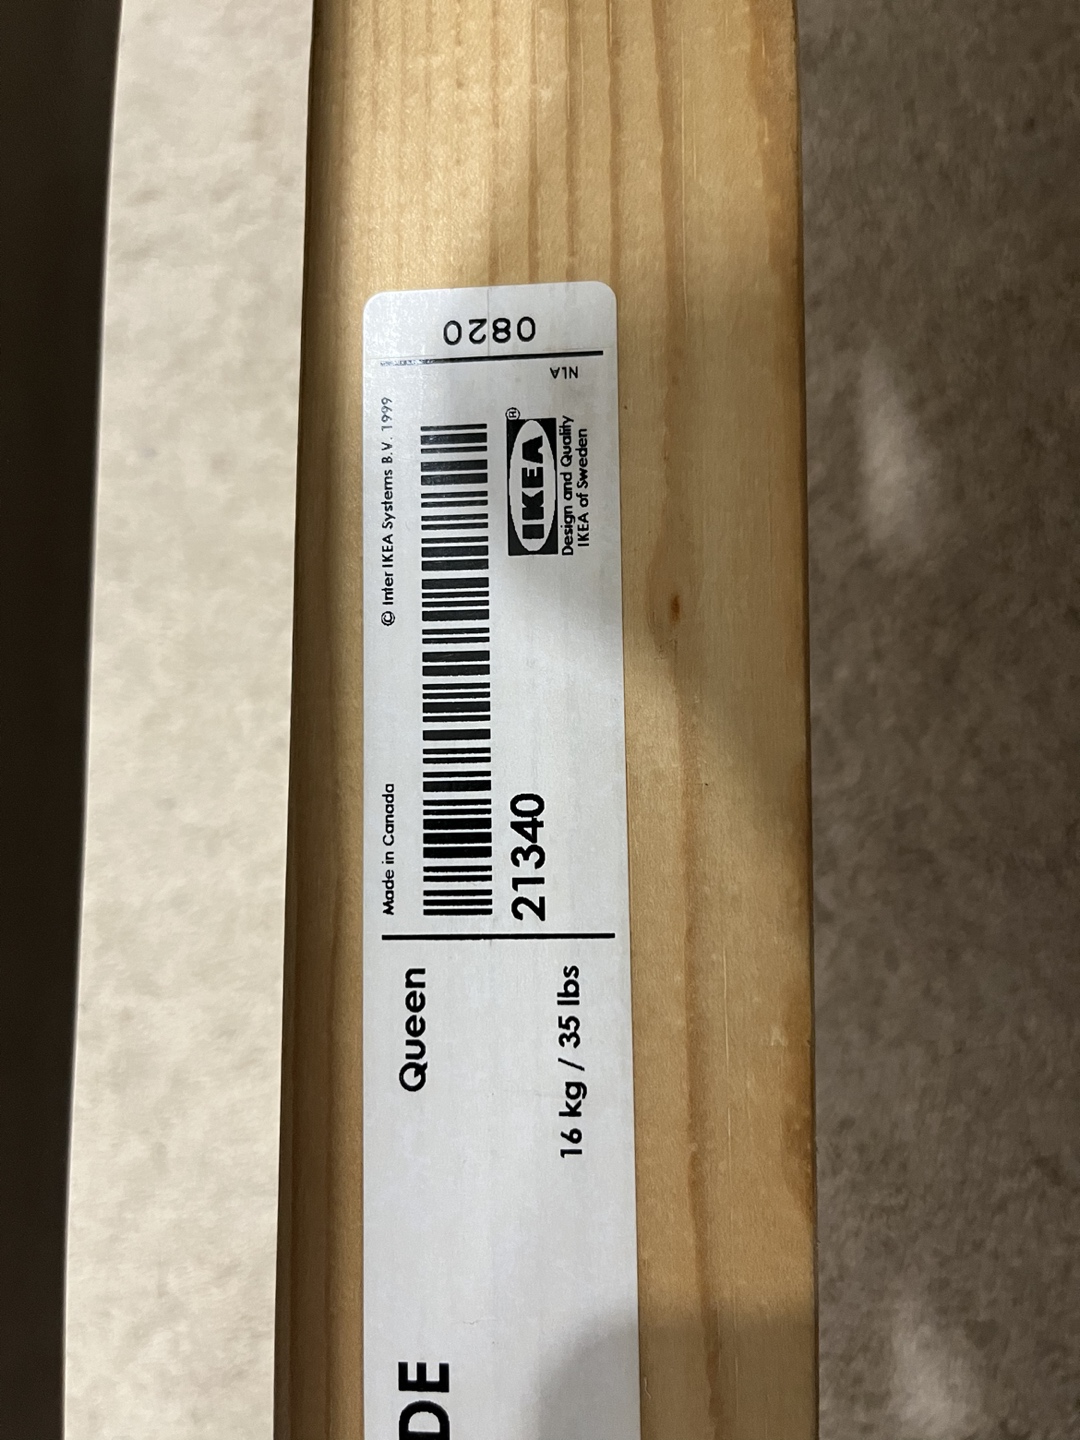 DE
Queen
16 kg / 35 lbs
Made in Canada
© Inter IKEA Systems B.V. 1999
21340
IKEA®
Design and Quality
IKEA of Sweden
NLA
0820